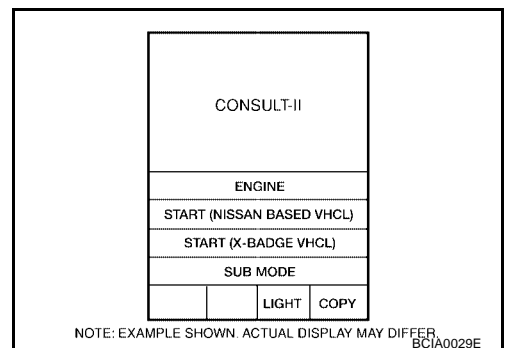 CONSULT-II
ENGINE
START (NISSAN BASED VHCL)
START (X-BADGE VHCL)
SUB MODE
LIGHT COPY
NOTE: EXAMPLE SHOWN. ACTUAL DISPLAY MAY DIFFER.
BCIA0029E